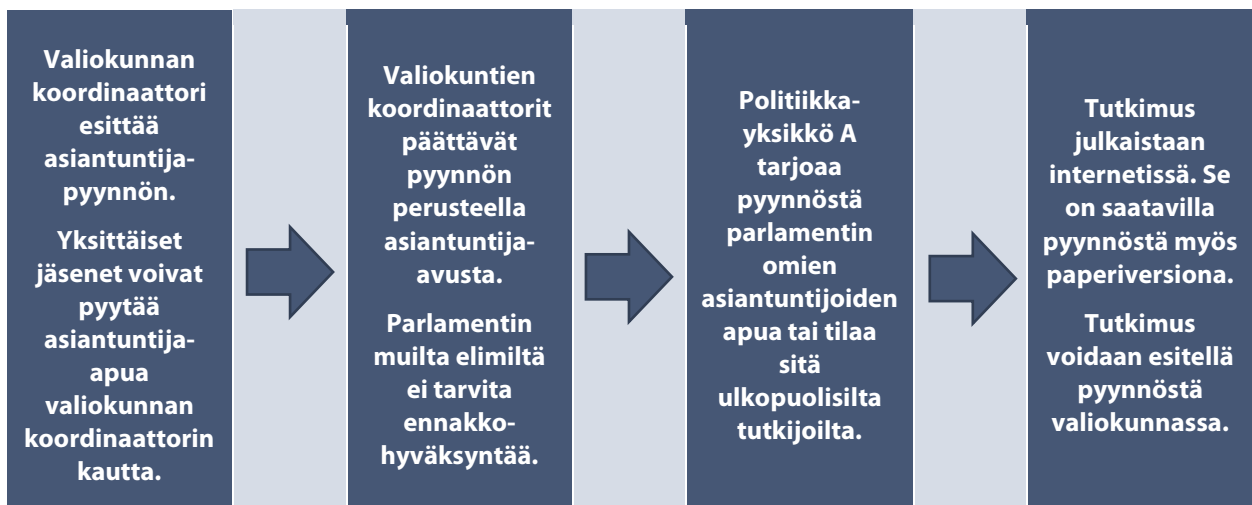 Valiokunnan
koordinaattori
esittää
asiantuntija-
pyynnön.
Yksittäiset
jäsenet voivat
pyytää
asiantuntija-
apua
valiokunnan
koordinaattorin
kautta.
Valiokuntien
koordinaattorit
päättävät
pyynnön
perusteella
asiantuntija-
avusta.
Parlamentin
muilta elimiltä
ei tarvita
ennakko-
hyväksyntää.
Politiikka-
yksikkö A
tarjoaa
pyynnöstä
parlamentin
omien
asiantuntijoiden
apua tai tilaa
sitä
ulkopuolisilta
tutkijoilta.
Tutkimus
julkaistaan
internetissä. Se
on saatavilla
pyynnöstä myös
paperiversiona.
Tutkimus
voidaan esitellä
pyynnöstä
valiokunnassa.